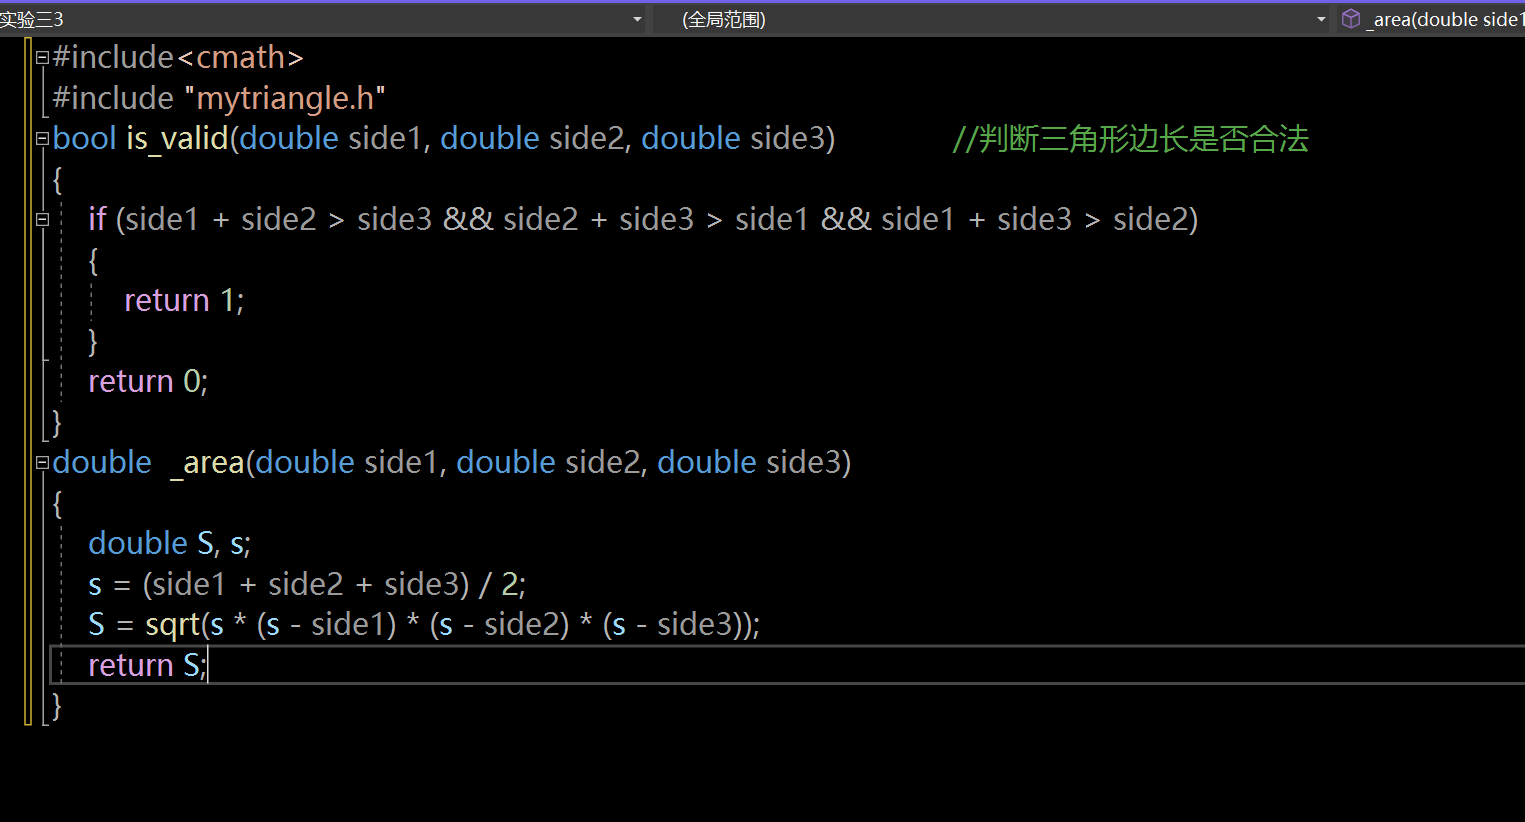 实验三3 (全局范围) _area(double side1
#include<cmath>
#include "mytriangle.h"
bool is_valid(double side1, double side2, double side3) //判断三角形边长是否合法
{
if (side1 + side2 > side3 && side2 + side3 > side1 && side1 + side3 > side2)
{
return 1;
}
return 0;
}
double _area(double side1, double side2, double side3)
{
double S, s;
s = (side1 + side2 + side3) / 2;
S = sqrt(s * (s - side1) * (s - side2) * (s - side3));
return S;
}